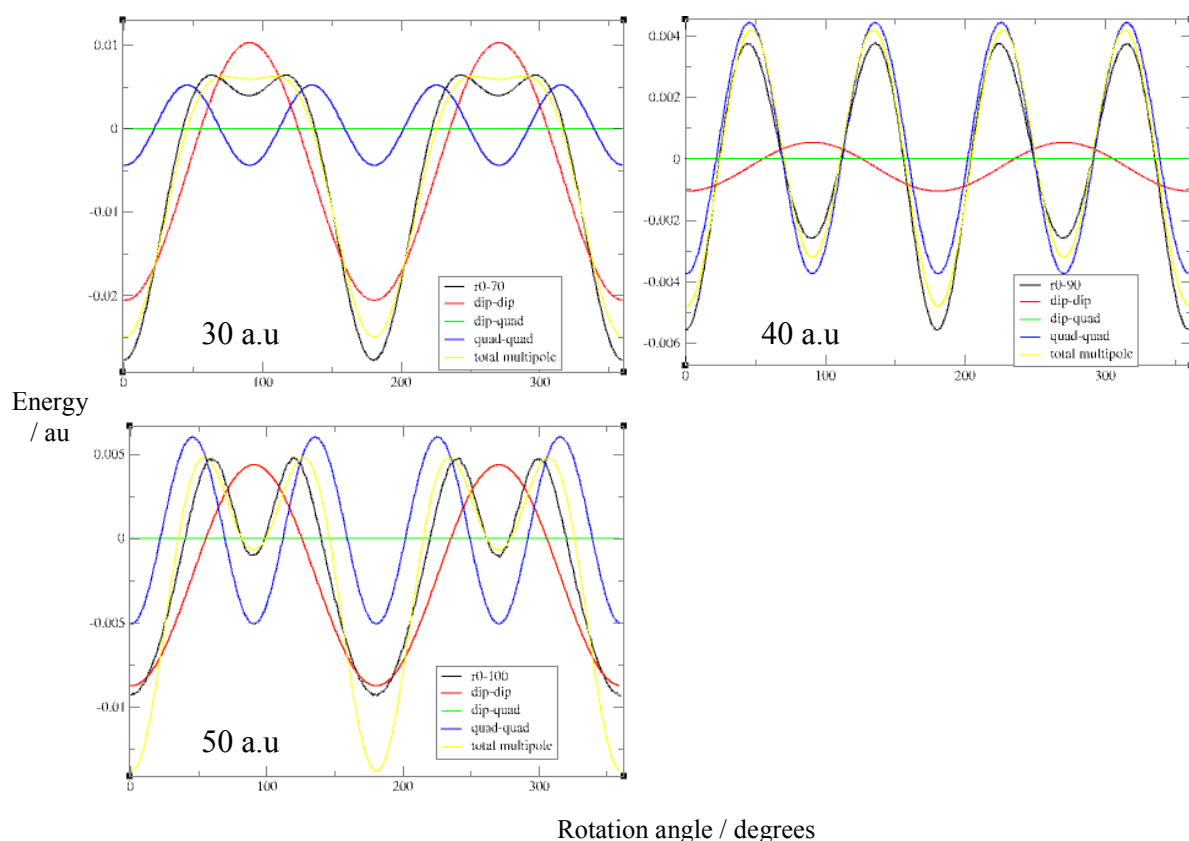 0.01
0
-0.01
-0.02
0
100
200
300
r0-70
dip-dip
dip-quad
quad-quad
total multipole
30 a.u
0.004
0.002
0
-0.002
-0.004
-0.006
0
100
200
300
r0-90
dip-dip
dip-quad
quad-quad
total multipole
40 a.u
Energy
/ au
0.005
0
-0.005
-0.01
0
100
200
300
r0-100
dip-dip
dip-quad
quad-quad
total multipole
50 a.u
Rotation angle / degrees